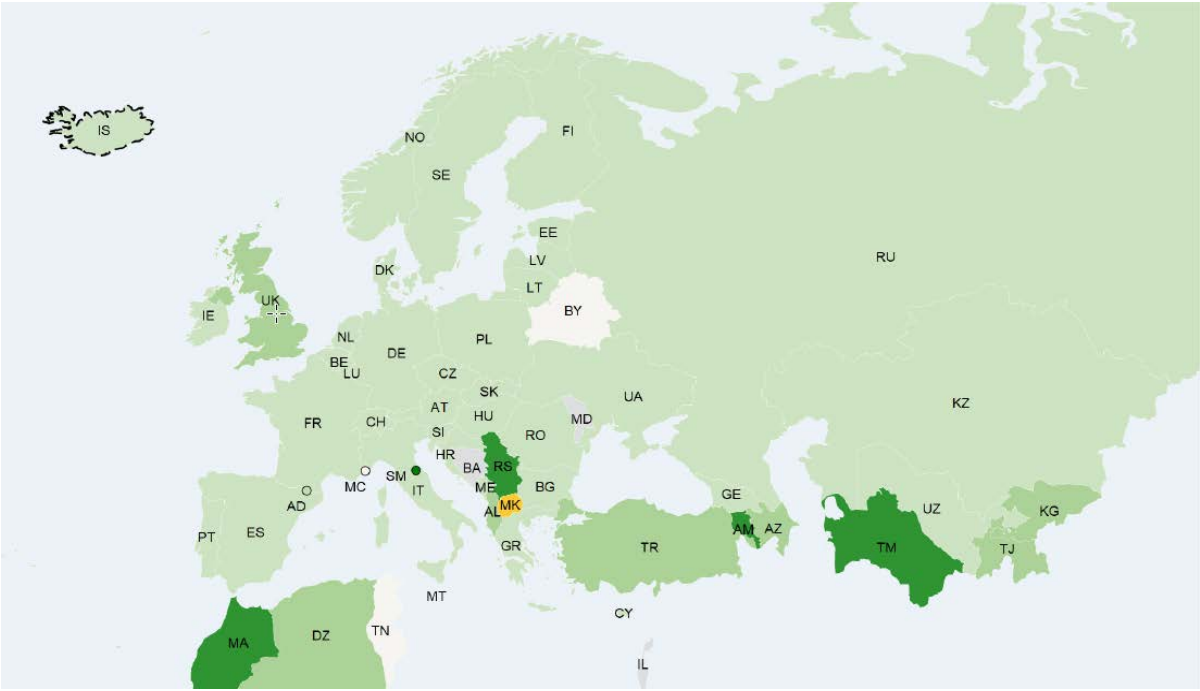 IS
NO
FI
SE
EE
LV
DK
RU
LT
UK
IE
BY
NL
PL
DE
BE
LU
CZ
SK
UA
KZ
AT
HU
MD
FR
CH
SI
RO
HR
BA
RS
SM
MC
ME
IT
BG
GE
AD
MK
AL
UZ
KG
PT
ES
AM
AZ
GR
TR
TM
TJ
MT
CY
MA
DZ
TN
IL